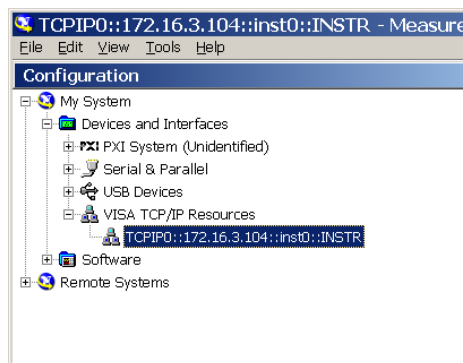 TCPIP0::172.16.3.104::inst0::INSTR - Measure
File Edit View Tools Help
Configuration
My System
Devices and Interfaces
PXI PXI System (Unidentified)
Serial & Parallel
USB Devices
VISA TCP/IP Resources
TCPIP0::172.16.3.104::inst0::INSTR
Software
Remote Systems